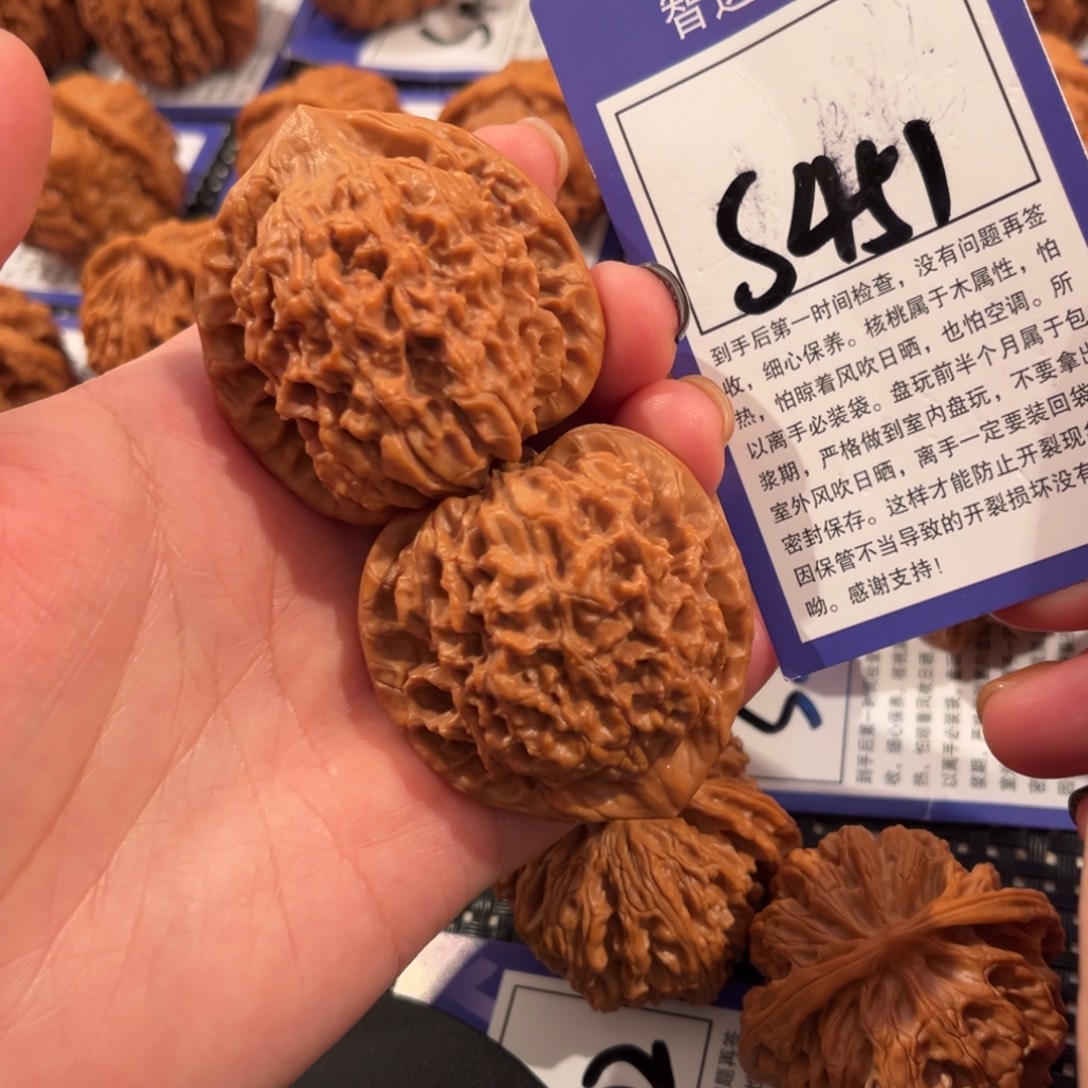 智
S451
到手后第一时间检查，没有问题再签
收，细心保养。核桃属于木属性，怕
热，怕晾着风吹日晒，也怕空调。所
以离手必装袋。盘玩前半个月属于包
浆期，严格做到室内盘玩，不要拿出
室外风吹日晒，离手一定要装回袋
密封保存。这样才能防止开裂现
因保管不当导致的开裂损坏没有
呦。感谢支持！